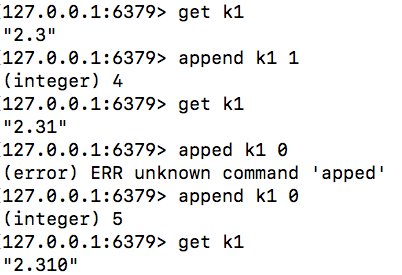 127.0.0.1:6379> get k1
"2.3"
127.0.0.1:6379> append k1 1
(integer) 4
127.0.0.1:6379> get k1
"2.31"
127.0.0.1:6379> apped k1 0
(error) ERR unknown command 'apped'
127.0.0.1:6379> append k1 0
(integer) 5
127.0.0.1:6379> get k1
"2.310"